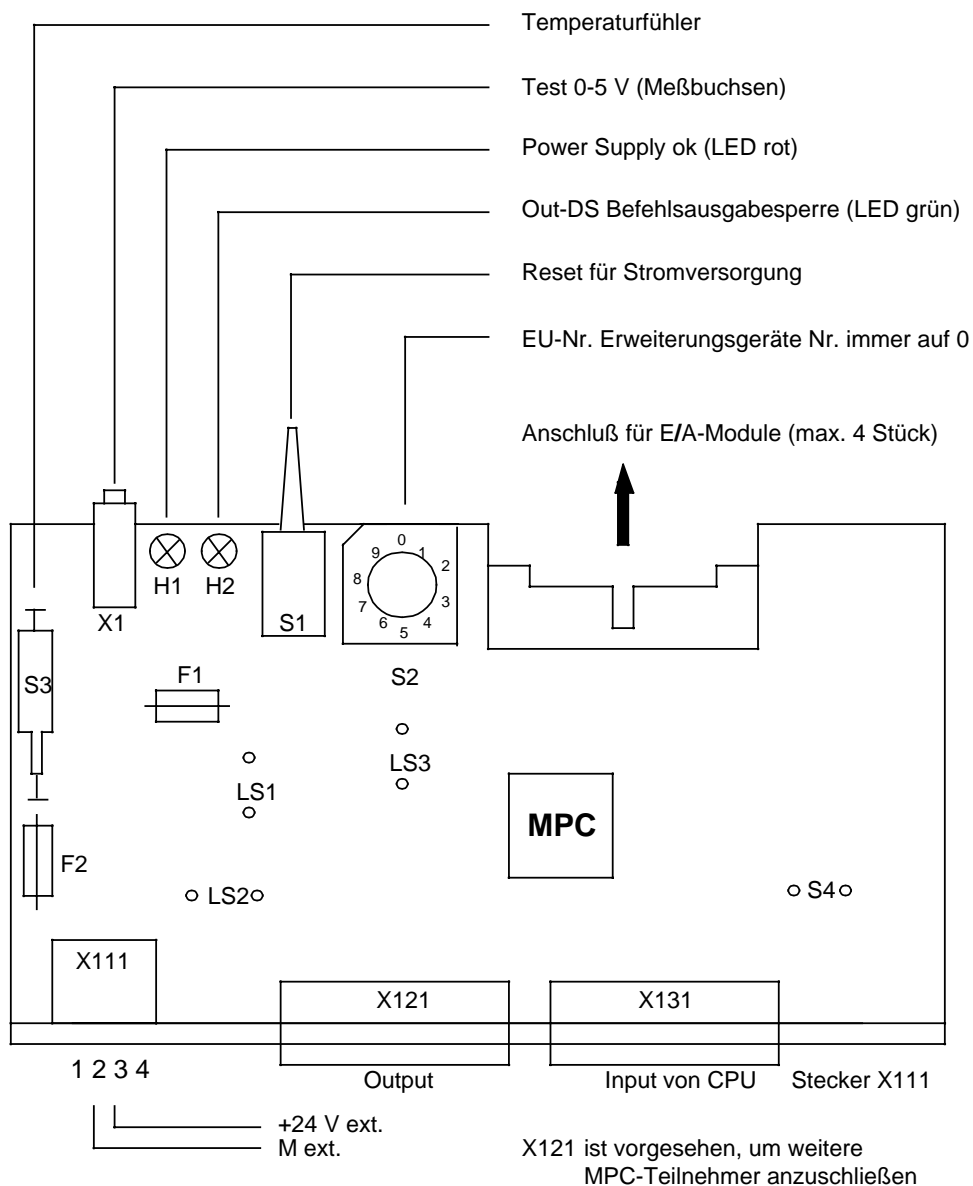 Temperaturfühler
Test 0-5 V (Meßbuchsen)
Power Supply ok (LED rot)
Out-DS Befehlsausgabesperre (LED grün)
Reset für Stromversorgung
EU-Nr. Erweiterungsgeräte Nr. immer auf 0
Anschluß für E/A-Module (max. 4 Stück)
X1
H1
H2
S1
0
1
2
3
4
5
6
7
8
9
S2
S3
F1
LS1
LS3
MPC
F2
LS2
S4
X111
X121
X131
1 2 3 4
Output
Input von CPU
Stecker X111
+24 V ext.
M ext.
X121 ist vorgesehen, um weitere
MPC-Teilnehmer anzuschließen